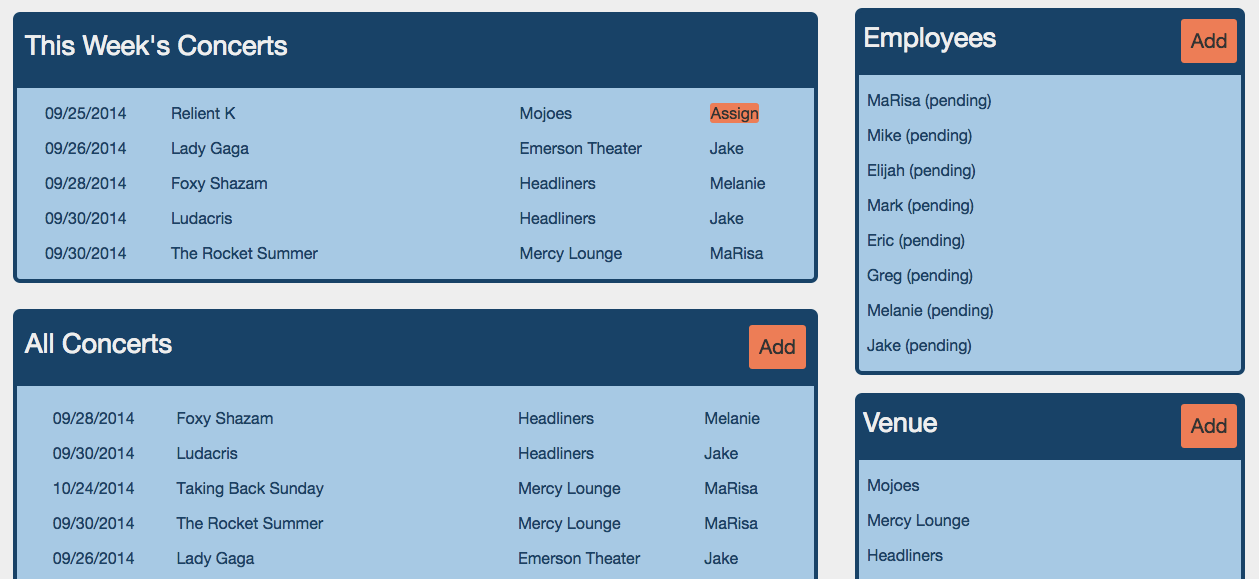 This Week's Concerts
09/25/2014 Relient K Mojoes Assign
09/26/2014 Lady Gaga Emerson Theater Jake
09/28/2014 Foxy Shazam Headliners Melanie
09/30/2014 Ludacris Headliners Jake
09/30/2014 The Rocket Summer Mercy Lounge MaRisa
All Concerts Add
09/28/2014 Foxy Shazam Headliners Melanie
09/30/2014 Ludacris Headliners Jake
10/24/2014 Taking Back Sunday Mercy Lounge MaRisa
09/30/2014 The Rocket Summer Mercy Lounge MaRisa
09/26/2014 Lady Gaga Emerson Theater Jake
Employees Add
MaRisa (pending)
Mike (pending)
Elijah (pending)
Mark (pending)
Eric (pending)
Greg (pending)
Melanie (pending)
Jake (pending)
Venue Add
Mojoes
Mercy Lounge
Headliners